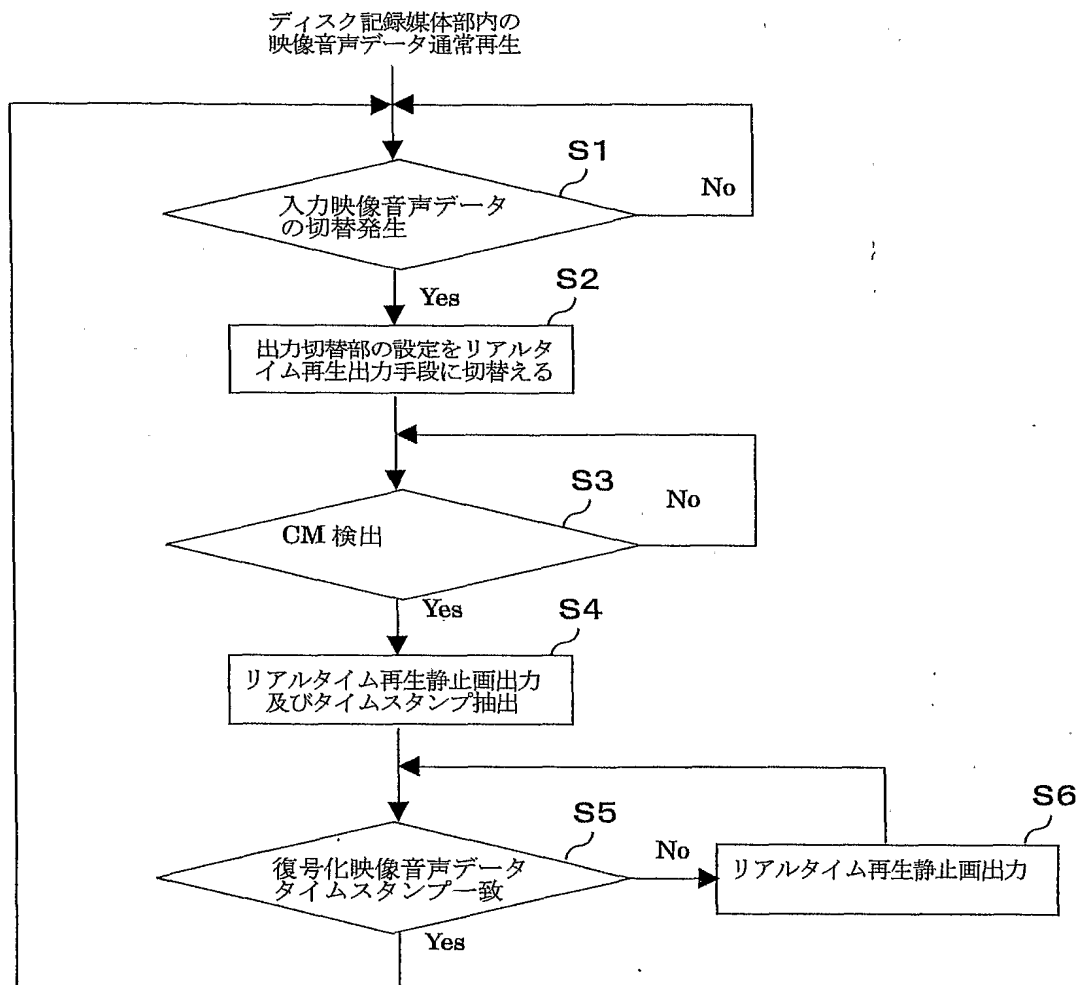 ディスク記録媒体部内の
映像音声データ通常再生
S1
No
入力映像音声データ
の切替発生
Yes
S2
出力切替部の設定をリアルタ
イム再生出力手段に切替える
S3
No
CM 検出
Yes
S4
リアルタイム再生静止画出力
及びタイムスタンプ抽出
S5
S6
復号化映像音声データ
タイムスタンプ一致
No
リアルタイム再生静止画出力
Yes